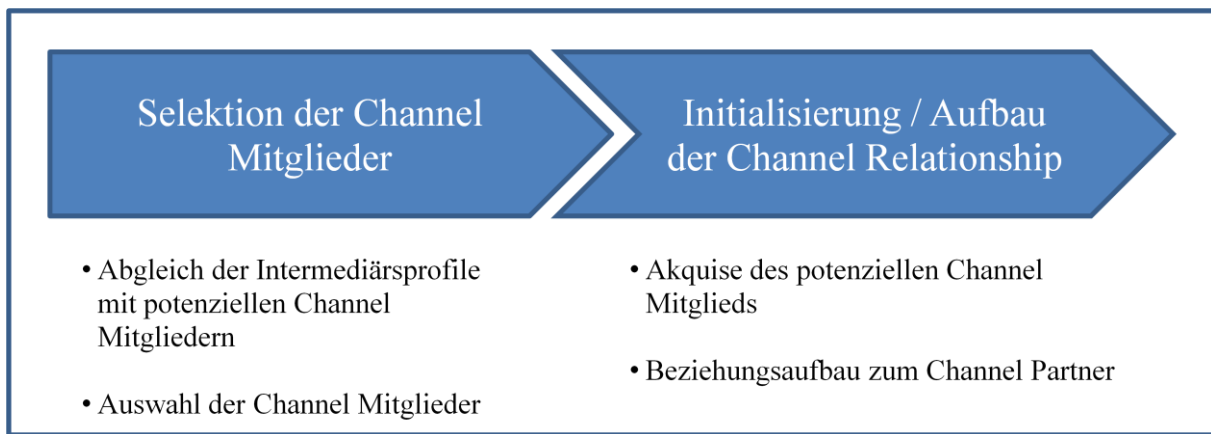 Selektion der Channel
Mitglieder
Initialisierung / Aufbau
der Channel Relationship
• Abgleich der Intermediärsprofile
mit potenziellen Channel
Mitgliedern
• Auswahl der Channel Mitglieder
• Akquise des potenziellen Channel
Mitglieds
• Beziehungsaufbau zum Channel Partner